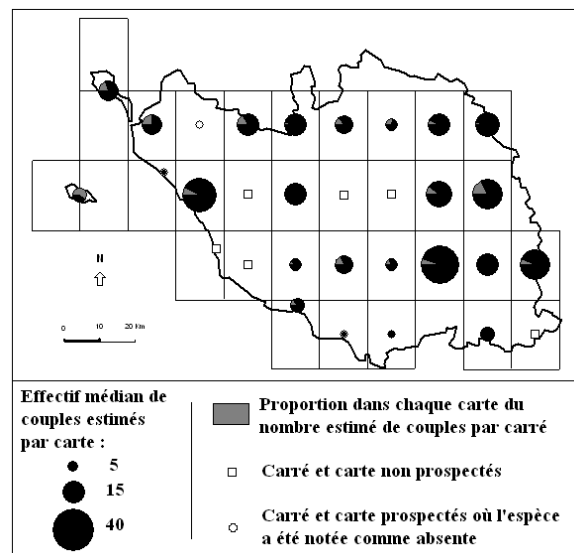 0 10 20 km
Effectif médian de
couples estimés
par carte :
5
15
40
Proportion dans chaque carte du
nombre estimé de couples par carré
Carré et carte non prospectés
Carré et carte prospectés où l'espèce
a été notée comme absente